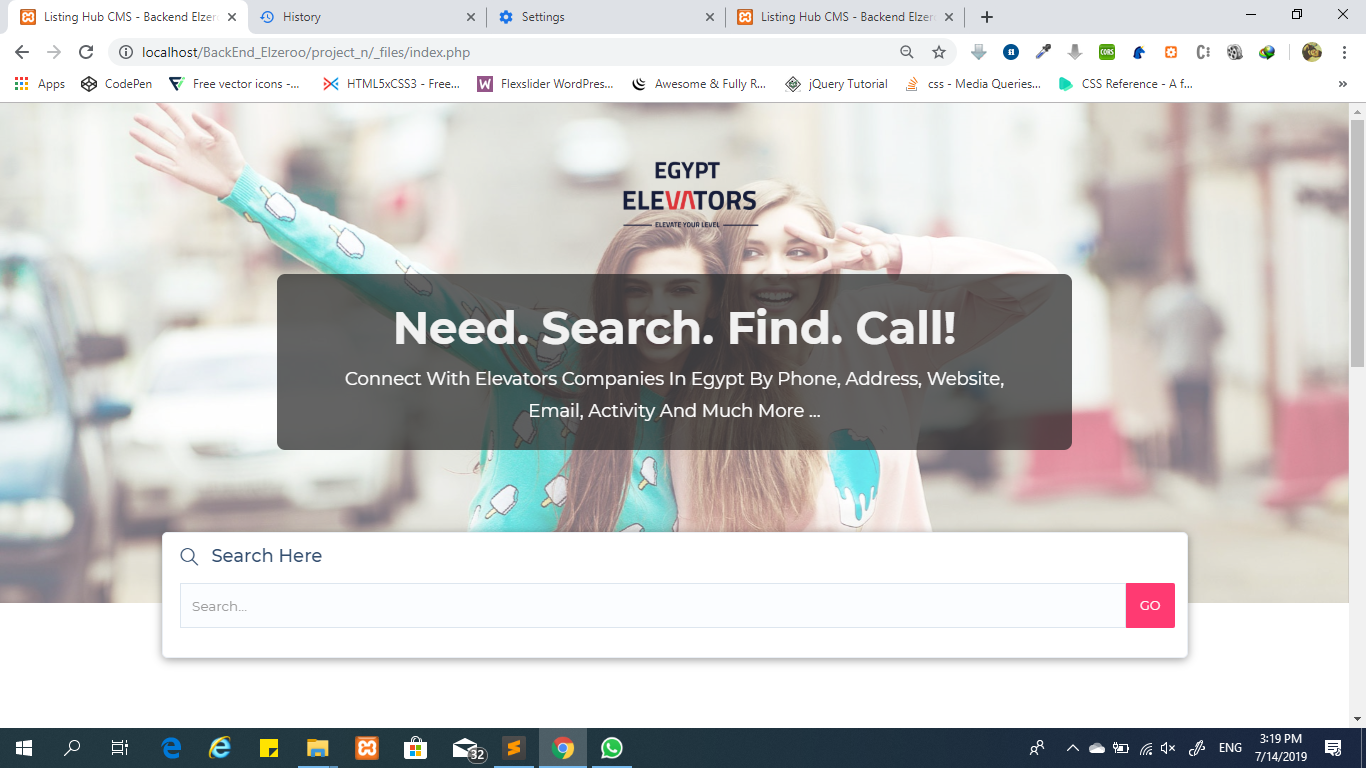 Listing Hub CMS - Backend Elzer
History
Settings
Listing Hub CMS - Backend Elzer
localhost/BackEnd_Elzeroo/project_n/_files/index.php
Apps
CodePen
Free vector icons -...
HTML5xCSS3 - Free...
Flexslider WordPres...
Awesome & Fully R...
jQuery Tutorial
css - Media Queries...
CSS Reference - A f...
CORS
EGYPT
ELEVATORS
ELEVATE YOUR LEVEL
Need. Search. Find. Call!
Connect With Elevators Companies In Egypt By Phone, Address, Website,
Email, Activity And Much More ...
Search Here
Search...
GO
32
ENG
3:19 PM
7/14/2019